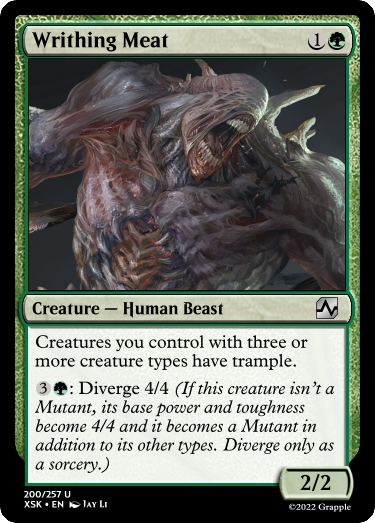 Writhing Meat 1
Creature — Human Beast
Creatures you control with three or
more creature types have trample.
3: Diverge 4/4 (If this creature isn't a
Mutant, its base power and toughness
become 4/4 and it becomes a Mutant in
addition to its other types. Diverge only as
a sorcery.)
2/2
200/257 U
XSK • EN Jay Li
©2022 Grapple